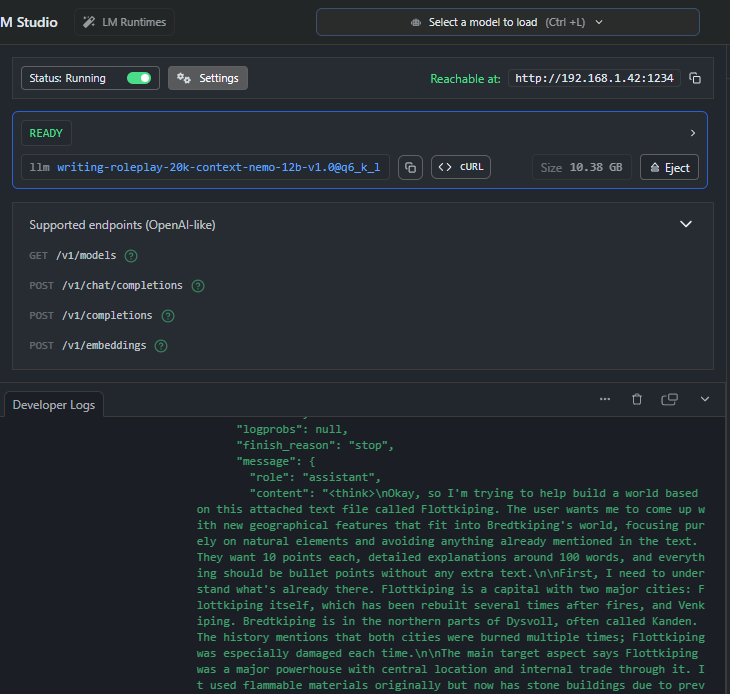 M Studio
LM Runtimes
Select a model to load (Ctrl +L)
Status: Running
Settings
Reachable at: http://192.168.1.42:1234
READY
llm writing-roleplay-20k-context-nemo-12b-v1.0@q6_k_l
cURL
Size 10.38 GB
Eject
Supported endpoints (OpenAI-like)
GET /v1/models
POST /v1/chat/completions
POST /v1/completions
POST /v1/embeddings
Developer Logs
"logprobs": null,
"finish_reason": "stop",
"message": {
"role": "assistant",
"content": "<think>\nOkay, so I'm trying to help build a world based
on this attached text file called Flottkiping. The user wants me to come up w
ith new geographical features that fit into Bredtkiping's world, focusing pur
ely on natural elements and avoiding anything already mentioned in the text.
They want 10 points each, detailed explanations around 100 words, and everyth
ing should be bullet points without any extra text.\n\nFirst, I need to under
stand what's already there. Flottkiping is a capital with two major cities: F
lottkiping itself, which has been rebuilt several times after fires, and Venk
iping. Bredtkiping is in the northern parts of Dysvoll, often called Kanden.
The history mentions that both cities were burned multiple times; Flottkiping
was especially damaged each time.\n\nThe main target aspect says Flottkiping
was a major powerhouse with central location and internal trade through it. I
t used flammable materials originally but now has stone buildings due to prev